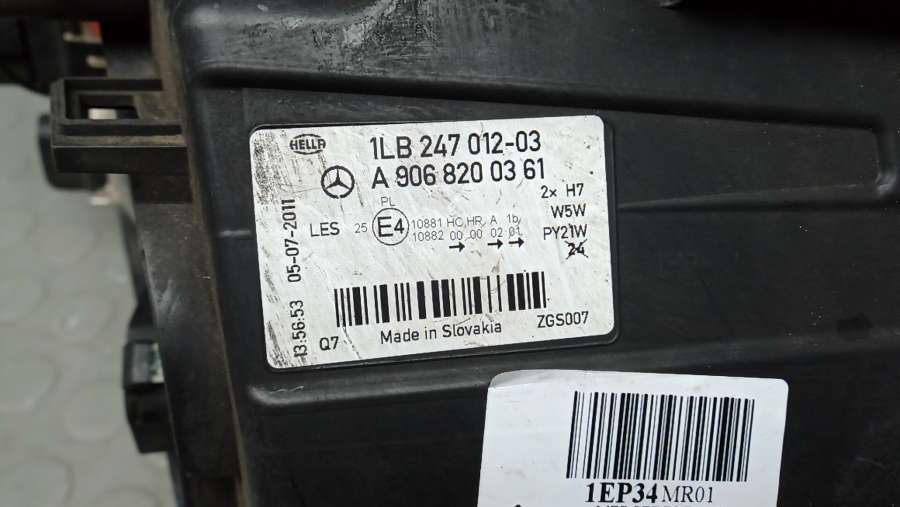 HELLA
1LB 247 012-03
A 906 820 03 61
2x H7
W5W
PY21W
24
PL
LES 25 E4 10881 HC,HR, A 1b,
10882 00 00 02 01
13:56:53 05-07-2011
Q7
Made in Slovakia
ZGS007
1EP34MR01